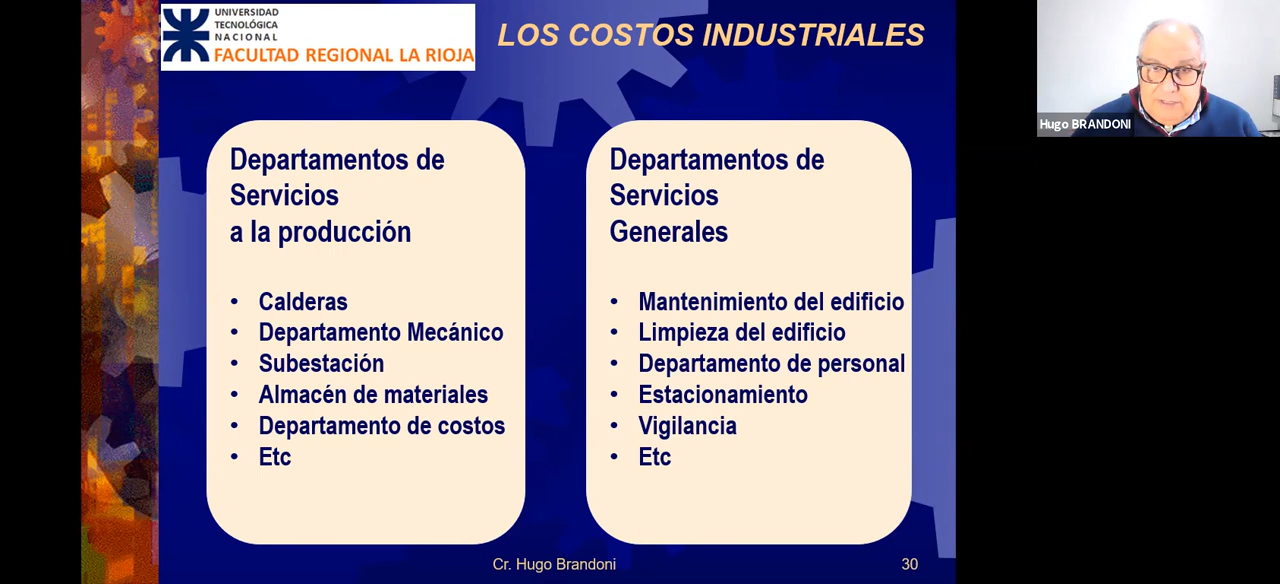 UNIVERSIDAD
TECNOLÓGICA
NACIONAL
FACULTAD REGIONAL LA RIOJA
LOS COSTOS INDUSTRIALES
Hugo BRANDONI
Departamentos de
Servicios
a la producción
• Calderas
• Departamento Mecánico
• Subestación
• Almacén de materiales
• Departamento de costos
• Etc
Departamentos de
Servicios
Generales
• Mantenimiento del edificio
• Limpieza del edificio
• Departamento de personal
• Estacionamiento
• Vigilancia
• Etc
Cr. Hugo Brandoni
30